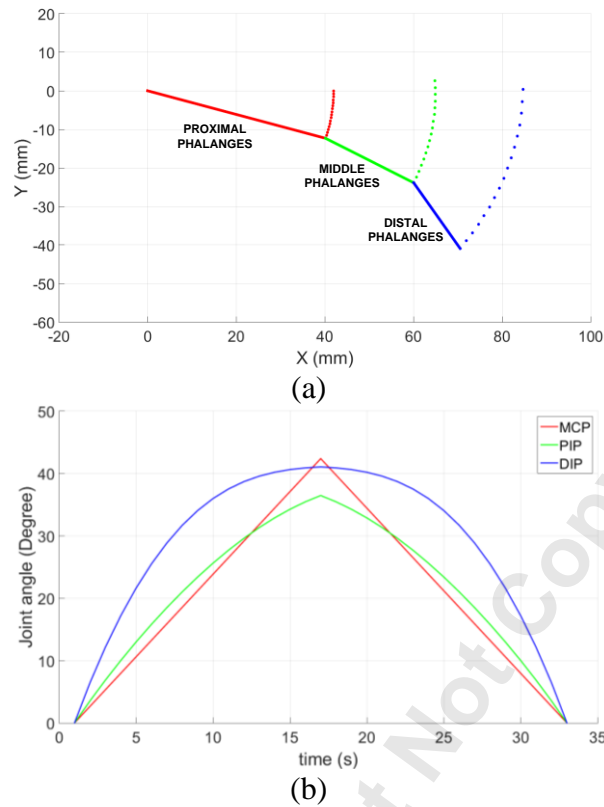 20
10
0
-10
-20
-30
-40
-50
-60
Y (mm)
PROXIMAL
PHALANGES
MIDDLE
PHALANGES
DISTAL
PHALANGES
-20 0 20 40 60 80 100
X (mm)
(a)
50
40
30
20
10
0
Joint angle (Degree)
MCP
PIP
DIP
0 5 10 15 20 25 30 35
time (s)
(b)
Not Cop